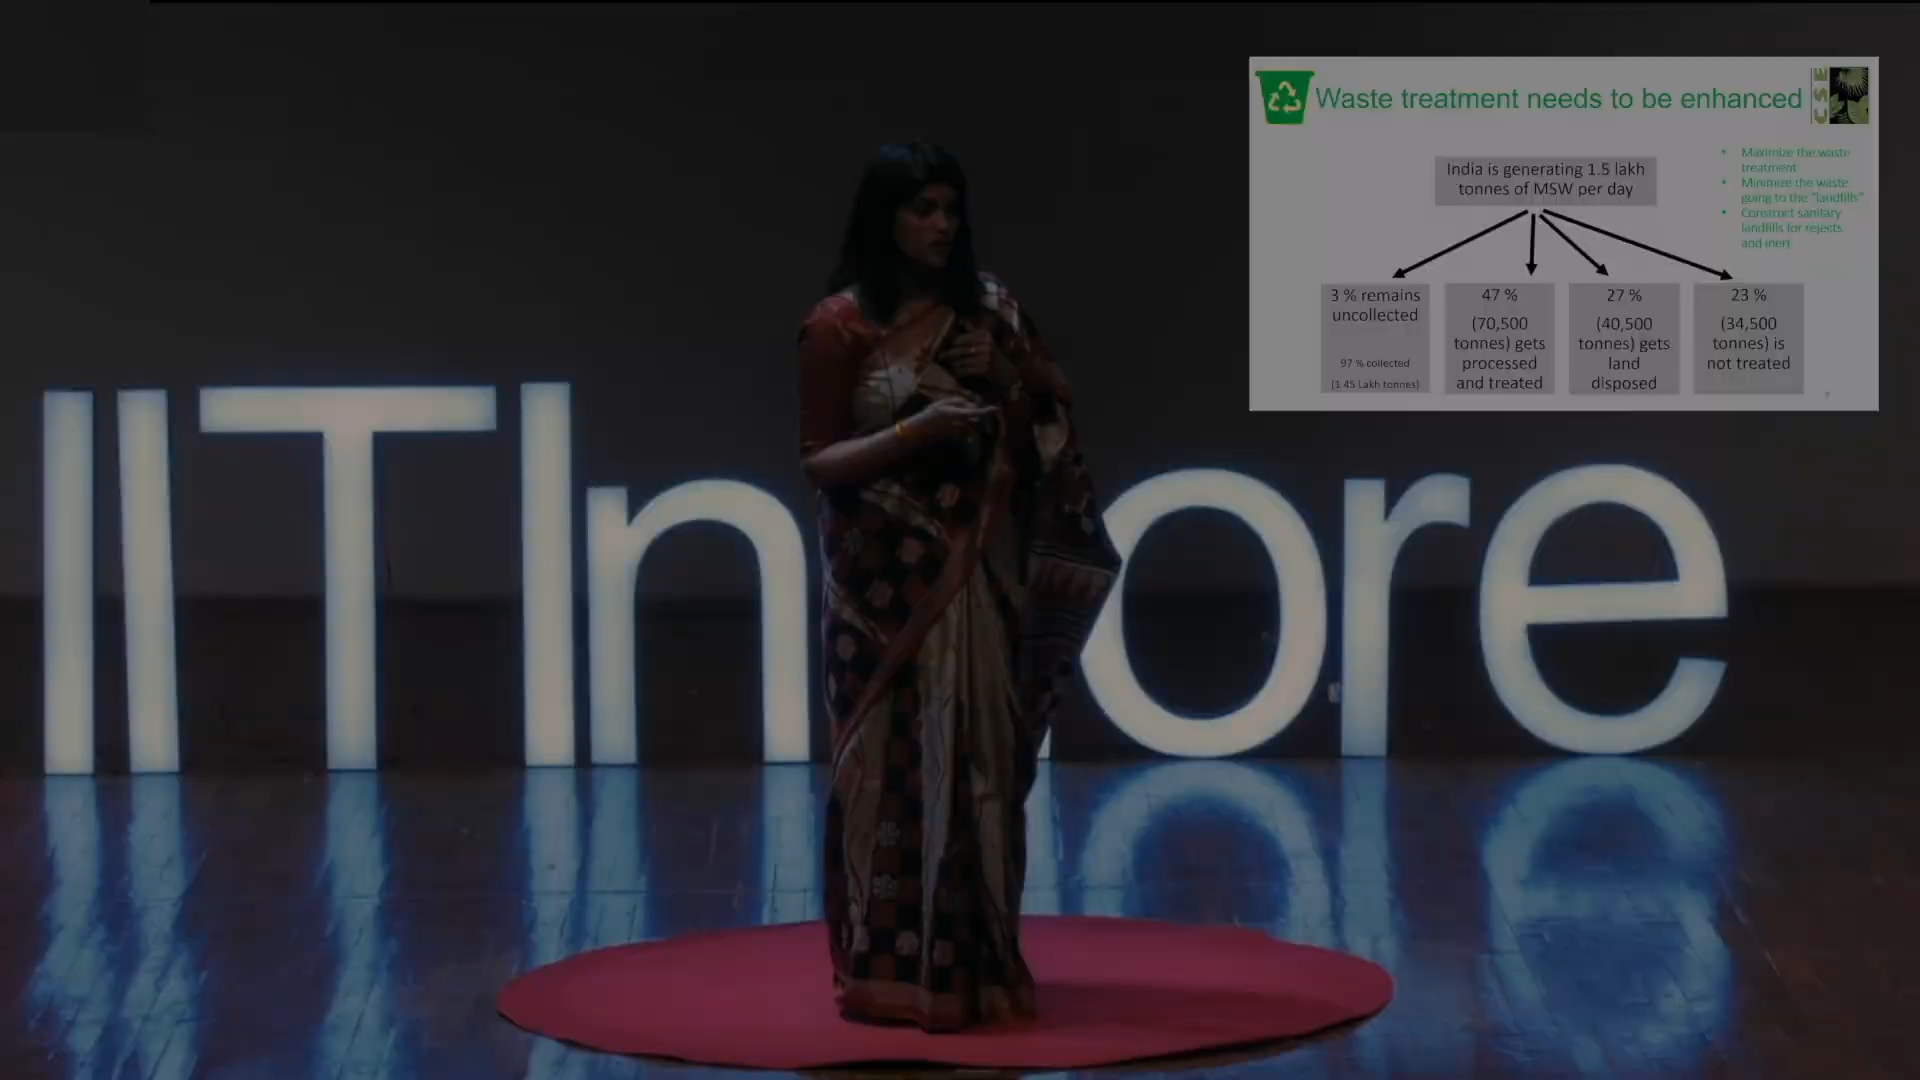 Waste treatment needs to be enhanced
CSE
India is generating 1.5 lakh
tonnes of MSW per day
• Maximize the waste
treatment
• Minimize the waste
going to the "landfills"
• Construct sanitary
landfills for rejects
and inert
3 % remains
uncollected
97 % collected
(1.45 Lakh tonnes)
47 %
(70,500
tonnes) gets
processed
and treated
27 %
(40,500
tonnes) gets
land
disposed
23 %
(34,500
tonnes) is
not treated
IITIn ore